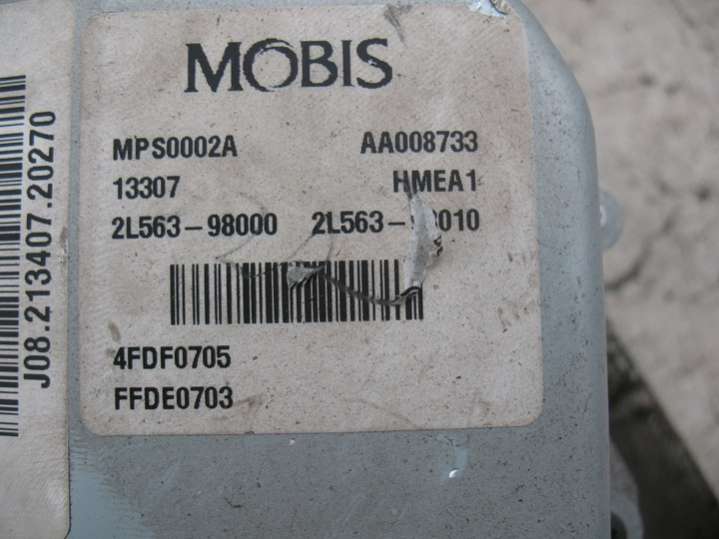 MOBIS
MPS0002A AA008733
13307 HMEA1
2L563-98000
4FDF0705
FFDE0703
J08.213407.20270